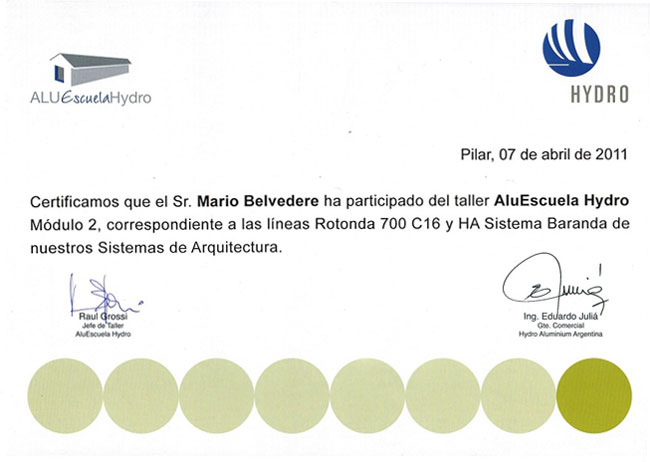 ALUEscuelaHydro
HYDRO
Pilar, 07 de abril de 2011
Certificamos que el Sr. Mario Belvedere ha participado del taller AluEscuela Hydro
Módulo 2, correspondiente a las líneas Rotonda 700 C16 y HA Sistema Baranda de
nuestros Sistemas de Arquitectura.
Raul Grossi
Jefe de Taller
AluEscuela Hydro
Ing. Eduardo Juliá
Gte. Comercial
Hydro Aluminium Argentina